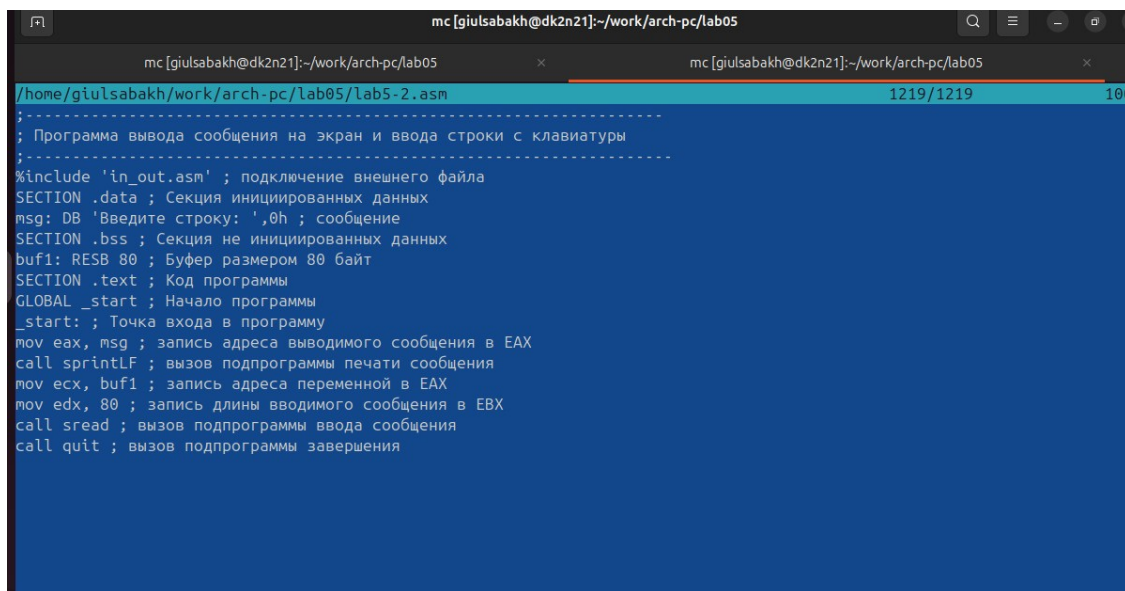 mc [giulsabakh@dk2n21]:~/work/arch-pc/lab05
mc [giulsabakh@dk2n21]:~/work/arch-pc/lab05 × mc [giulsabakh@dk2n21]:~/work/arch-pc/lab05 ×
/home/giulsabakh/work/arch-pc/lab05/lab5-2.asm 1219/1219
;--------------------------------------------------------------------
; Программа вывода сообщения на экран и ввода строки с клавиатуры
;---------------------------------------------------------------------
%include 'in_out.asm' ; подключение внешнего файла
SECTION .data ; Секция инициированных данных
msg: DB 'Введите строку: ',0h ; сообщение
SECTION .bss ; Секция не инициированных данных
buf1: RESB 80 ; Буфер размером 80 байт
SECTION .text ; Код программы
GLOBAL _start ; Начало программы
_start: ; Точка входа в программу
mov eax, msg ; запись адреса выводимого сообщения в EAX
call sprintLF ; вызов подпрограммы печати сообщения
mov ecx, buf1 ; запись адреса переменной в EAX
mov edx, 80 ; запись длины вводимого сообщения в EBX
call sread ; вызов подпрограммы ввода сообщения
call quit ; вызов подпрограммы завершения